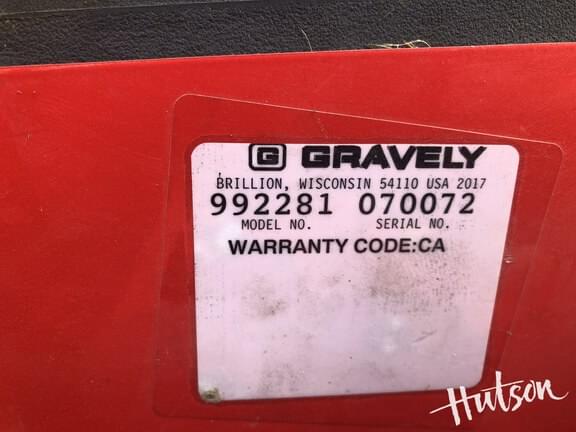 G GRAVELY
BRILLION, WISCONSIN 54110 USA 2017
992281 070072
MODEL NO. SERIAL NO.
WARRANTY CODE:CA
Hutson